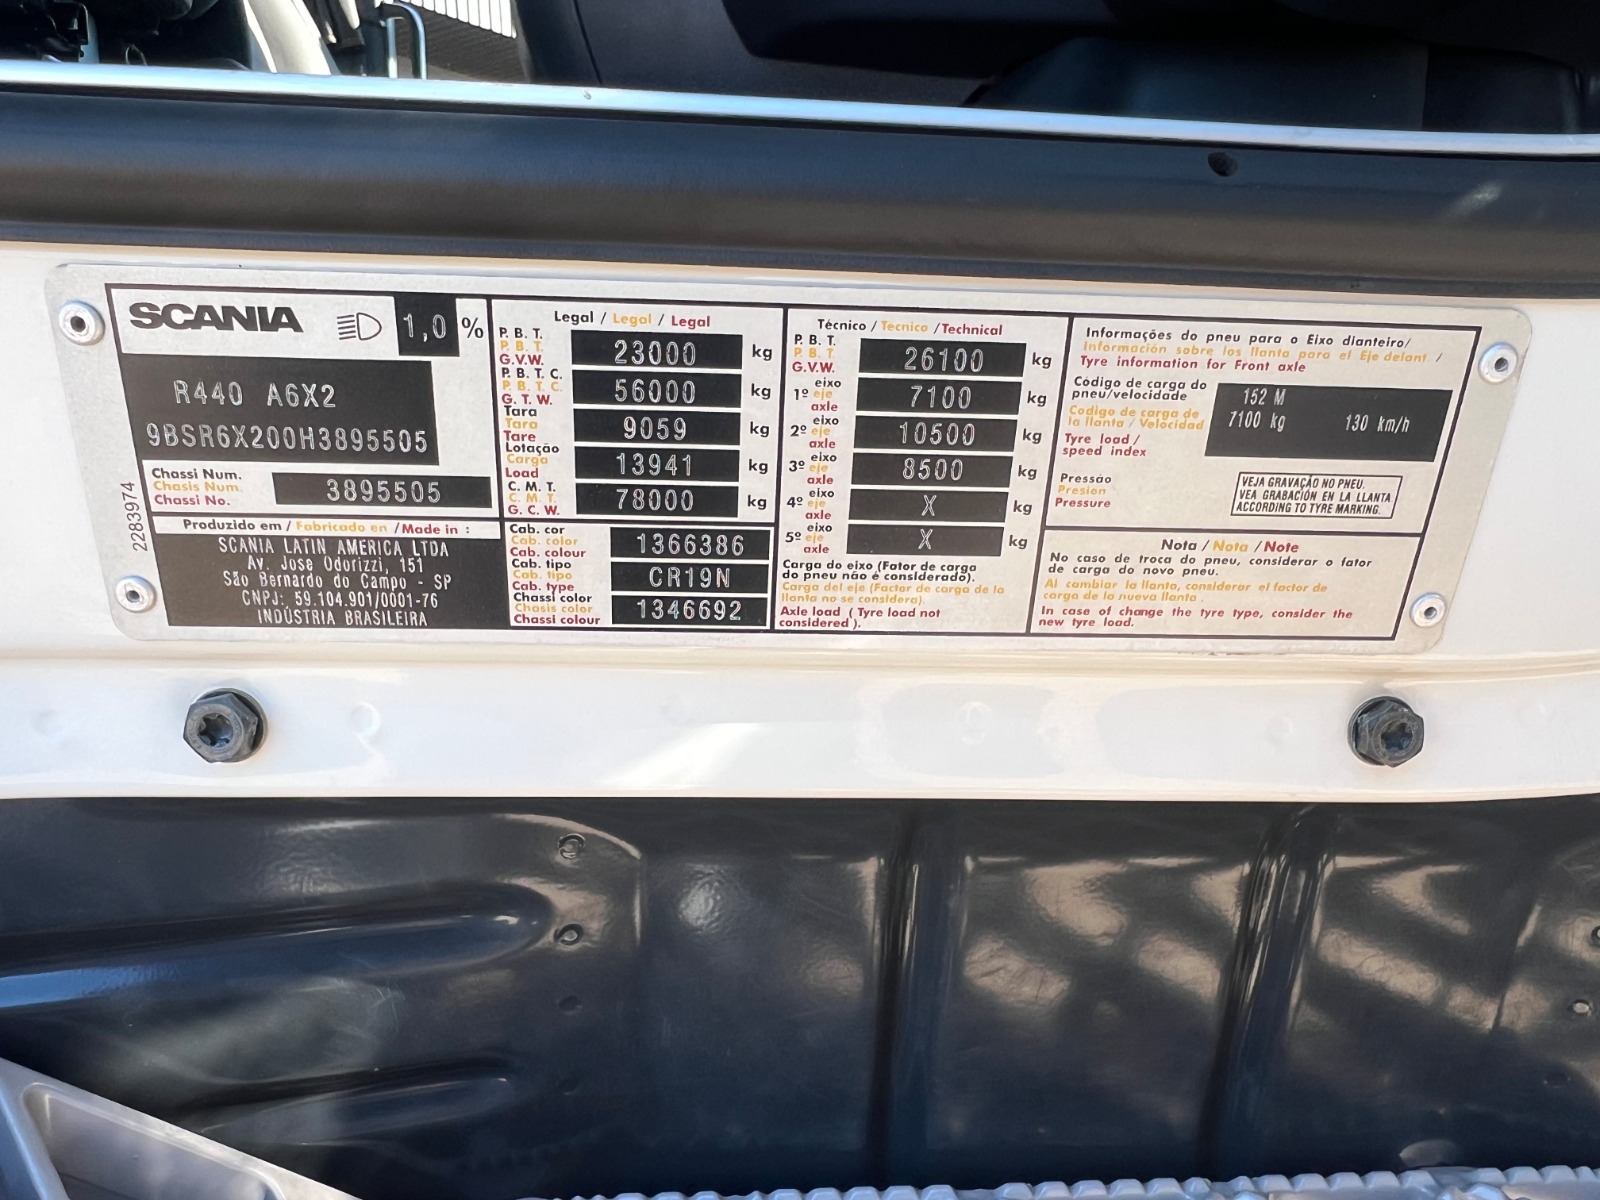 SCANIA 1,0 %
R440 A6X2
9BSR6X200H3895505
Chassi Num.
Chasis Num.
Chassi No.
3895505
2283974
Produzido em / Fabricado en / Made in :
SCANIA LATIN AMERICA LTDA
Av. Jose Odorizzi, 151
São Bernardo do Campo - SP
CNPJ: 59.104.901/0001-76
INDÚSTRIA BRASILEIRA
Legal / Legal / Legal
P. B. T.
P. B. T.
G.V.W.
23000 kg
P. B. T. C.
P. B. T. C.
G. T. W.
56000 kg
Tara
Tara
Tare
9059 kg
Lotação
Carga
Load
13941 kg
C. M. T.
C. M. T.
G. C. W.
78000 kg
Cab. cor
Cab. color
Cab. colour
1366386
Cab. tipo
Cab. tipo
Cab. type
CR19N
Chassi color
Chasis color
Chassi colour
1346692
Técnico / Tecnico / Technical
P. B. T.
P. B. T.
G.V.W.
26100 kg
1º eixo
eje
axle
7100 kg
2º eixo
eje
axle
10500 kg
3º eixo
eje
axle
8500 kg
4º eixo
eje
axle
X kg
5º eixo
eje
axle
X kg
Carga do eixo (Fator de carga
do pneu não é considerado).
Carga del eje (Factor de carga de la
llanta no se considera).
Axle load ( Tyre load not
considered ).
Informações do pneu para o Eixo dianteiro/
Información sobre los llanta para el Eje delant. /
Tyre information for Front axle
Código de carga do
pneu/velocidade
Codigo de carga de
la llanta / Velocidad
Tyre load /
speed index
152 M
7100 kg 130 km/h
Pressão
Presion
Pressure
VEJA GRAVAÇÃO NO PNEU.
VEA GRABACIÓN EN LA LLANTA
ACCORDING TO TYRE MARKING.
Nota / Nota / Note
No caso de troca do pneu, considerar o fator
de carga do novo pneu.
Al cambiar la llanta, considerar el factor de
carga de la nueva llanta .
In case of change the tyre type, consider the
new tyre load.